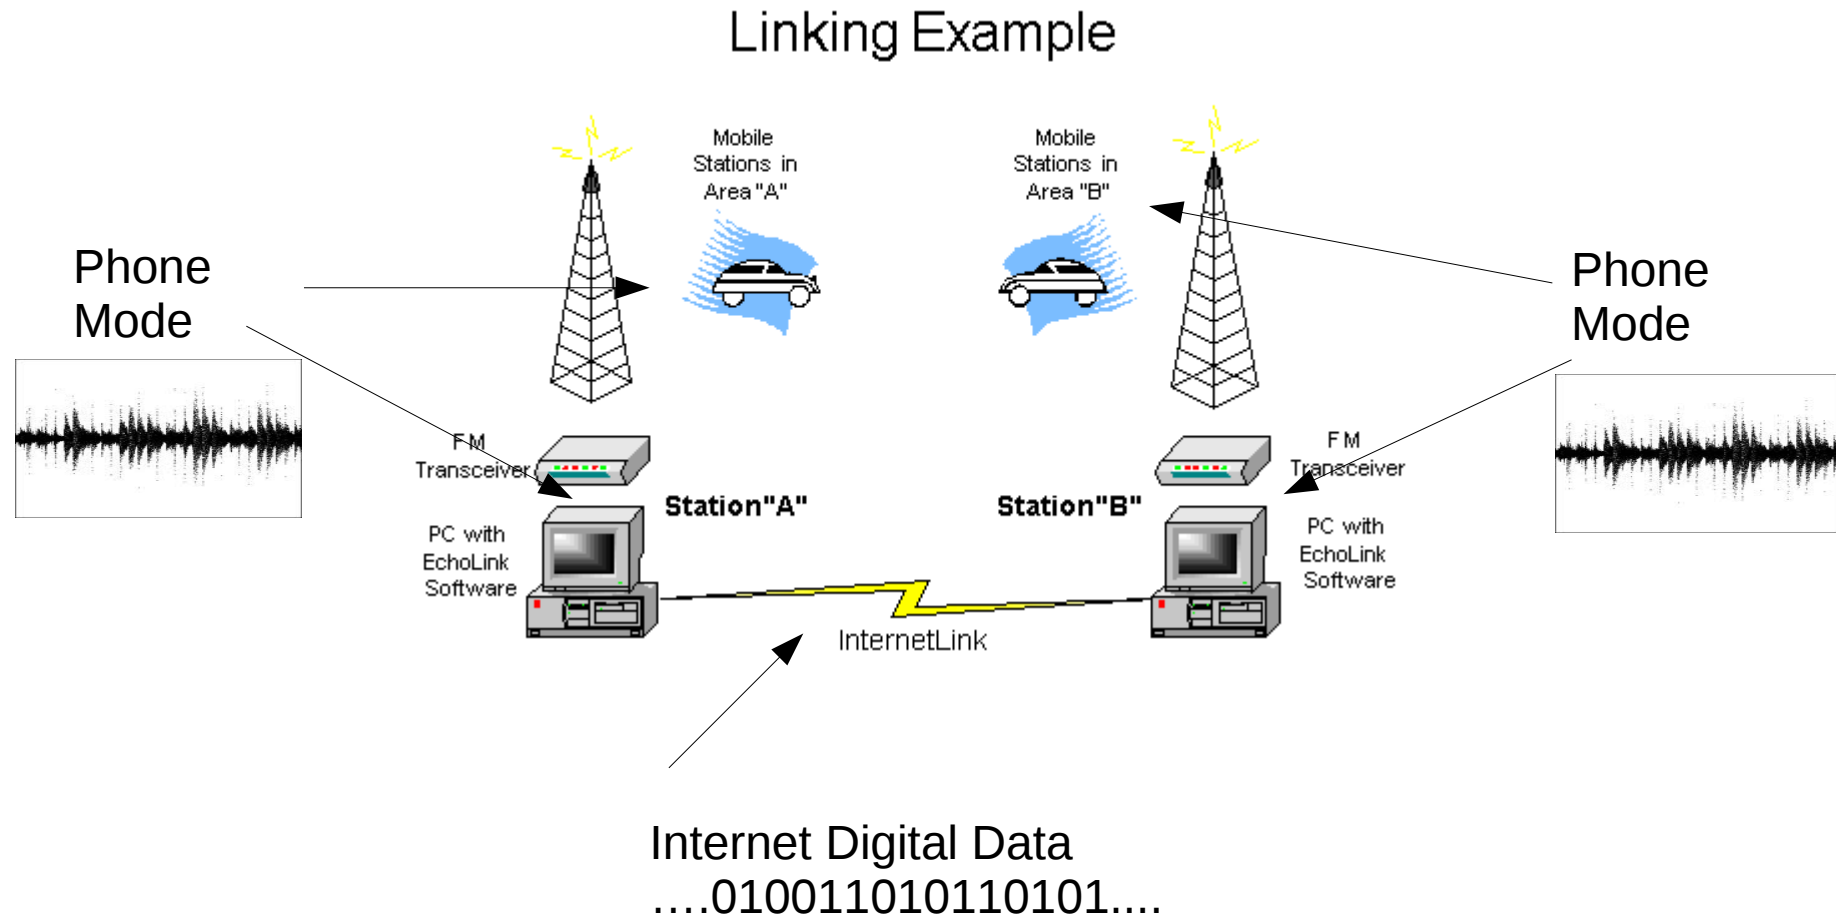 Linking Example
Mobile
Stations in
Area "A"
Mobile
Stations in
Area "B"
Phone
Mode
Phone
Mode
FM
Transceiver
FM
Transceiver
Station"A"
Station"B"
PC with
EchoLink
Software
PC with
EchoLink
Software
InternetLink
Internet Digital Data
....010011010110101....